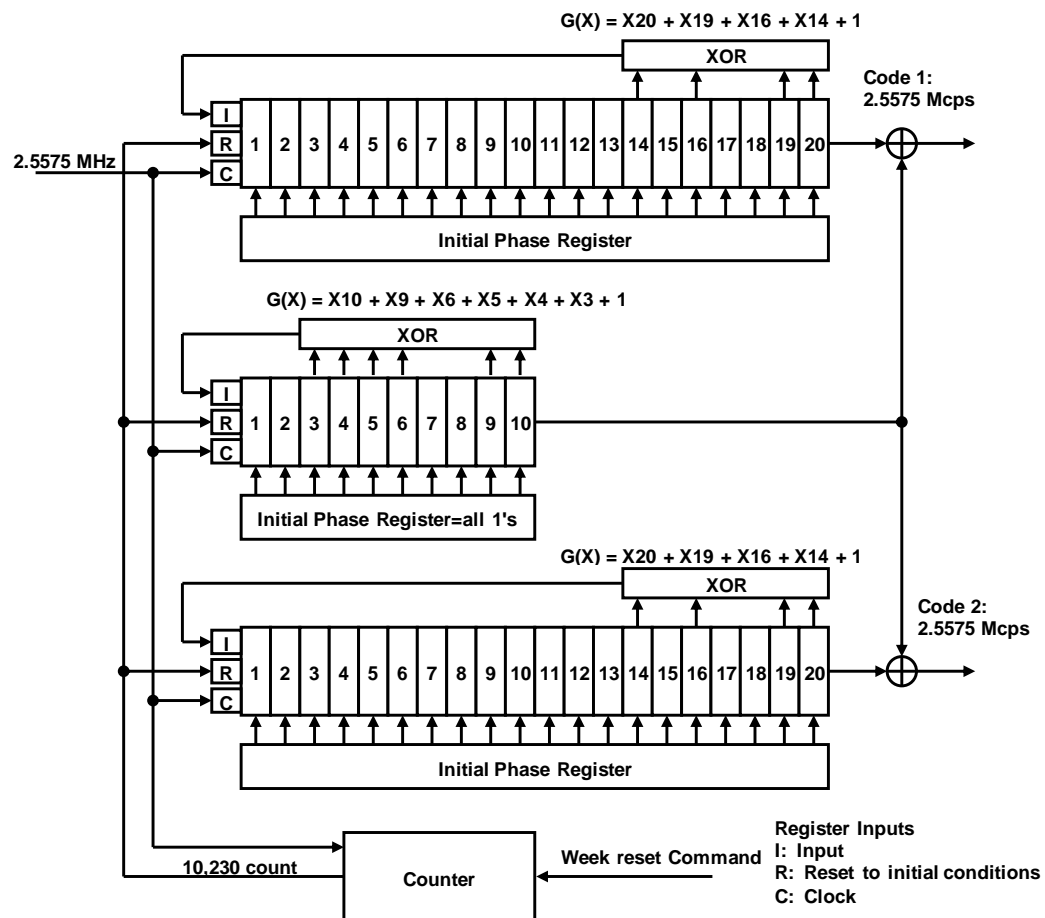 G(X) = X20 + X19 + X16 + X14 + 1
XOR
Code 1:
2.5575 Mcps
I
R
C
1 2 3 4 5 6 7 8 9 10 11 12 13 14 15 16 17 18 19 20
2.5575 MHz
Initial Phase Register
G(X) = X10 + X9 + X6 + X5 + X4 + X3 + 1
XOR
I
R
C
1 2 3 4 5 6 7 8 9 10
Initial Phase Register=all 1's
G(X) = X20 + X19 + X16 + X14 + 1
XOR
Code 2:
2.5575 Mcps
I
R
C
1 2 3 4 5 6 7 8 9 10 11 12 13 14 15 16 17 18 19 20
Initial Phase Register
10,230 count
Counter
Week reset Command
Register Inputs
I: Input
R: Reset to initial conditions
C: Clock